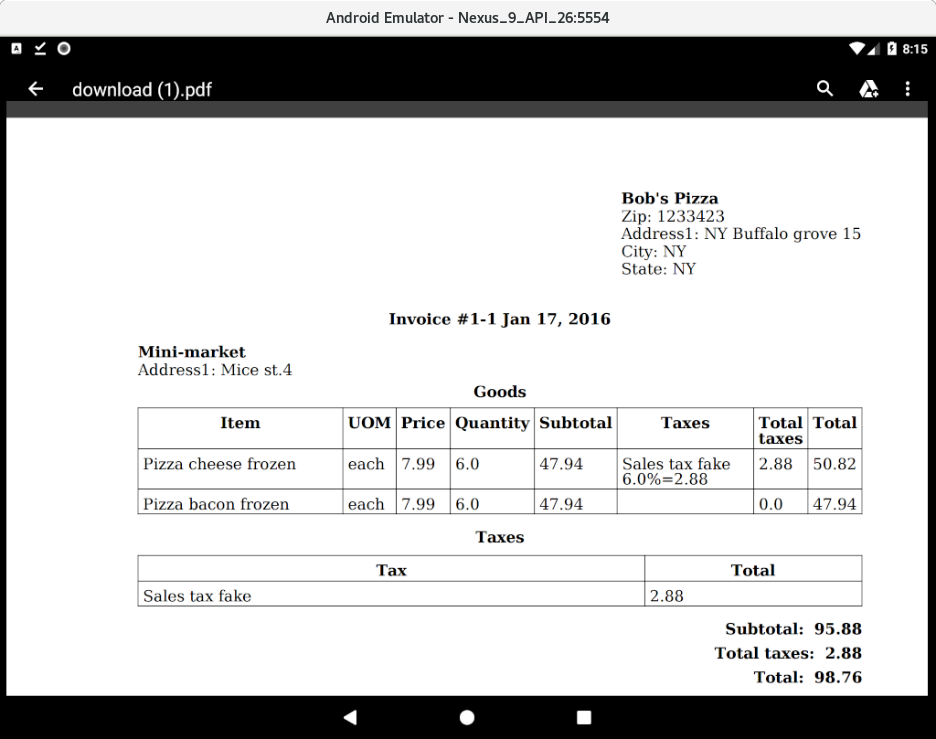 Android Emulator - Nexus_9_API_26:5554
A 8:15
download (1).pdf
Bob's Pizza
Zip: 1233423
Address1: NY Buffalo grove 15
City: NY
State: NY
Invoice #1-1 Jan 17, 2016
Mini-market
Address1: Mice st.4
Goods
Item UOM Price Quantity Subtotal Taxes Total taxes Total
Pizza cheese frozen each 7.99 6.0 47.94 Sales tax fake 6.0%=2.88 2.88 50.82
Pizza bacon frozen each 7.99 6.0 47.94 0.0 47.94
Taxes
Tax Total
Sales tax fake 2.88
Subtotal: 95.88
Total taxes: 2.88
Total: 98.76